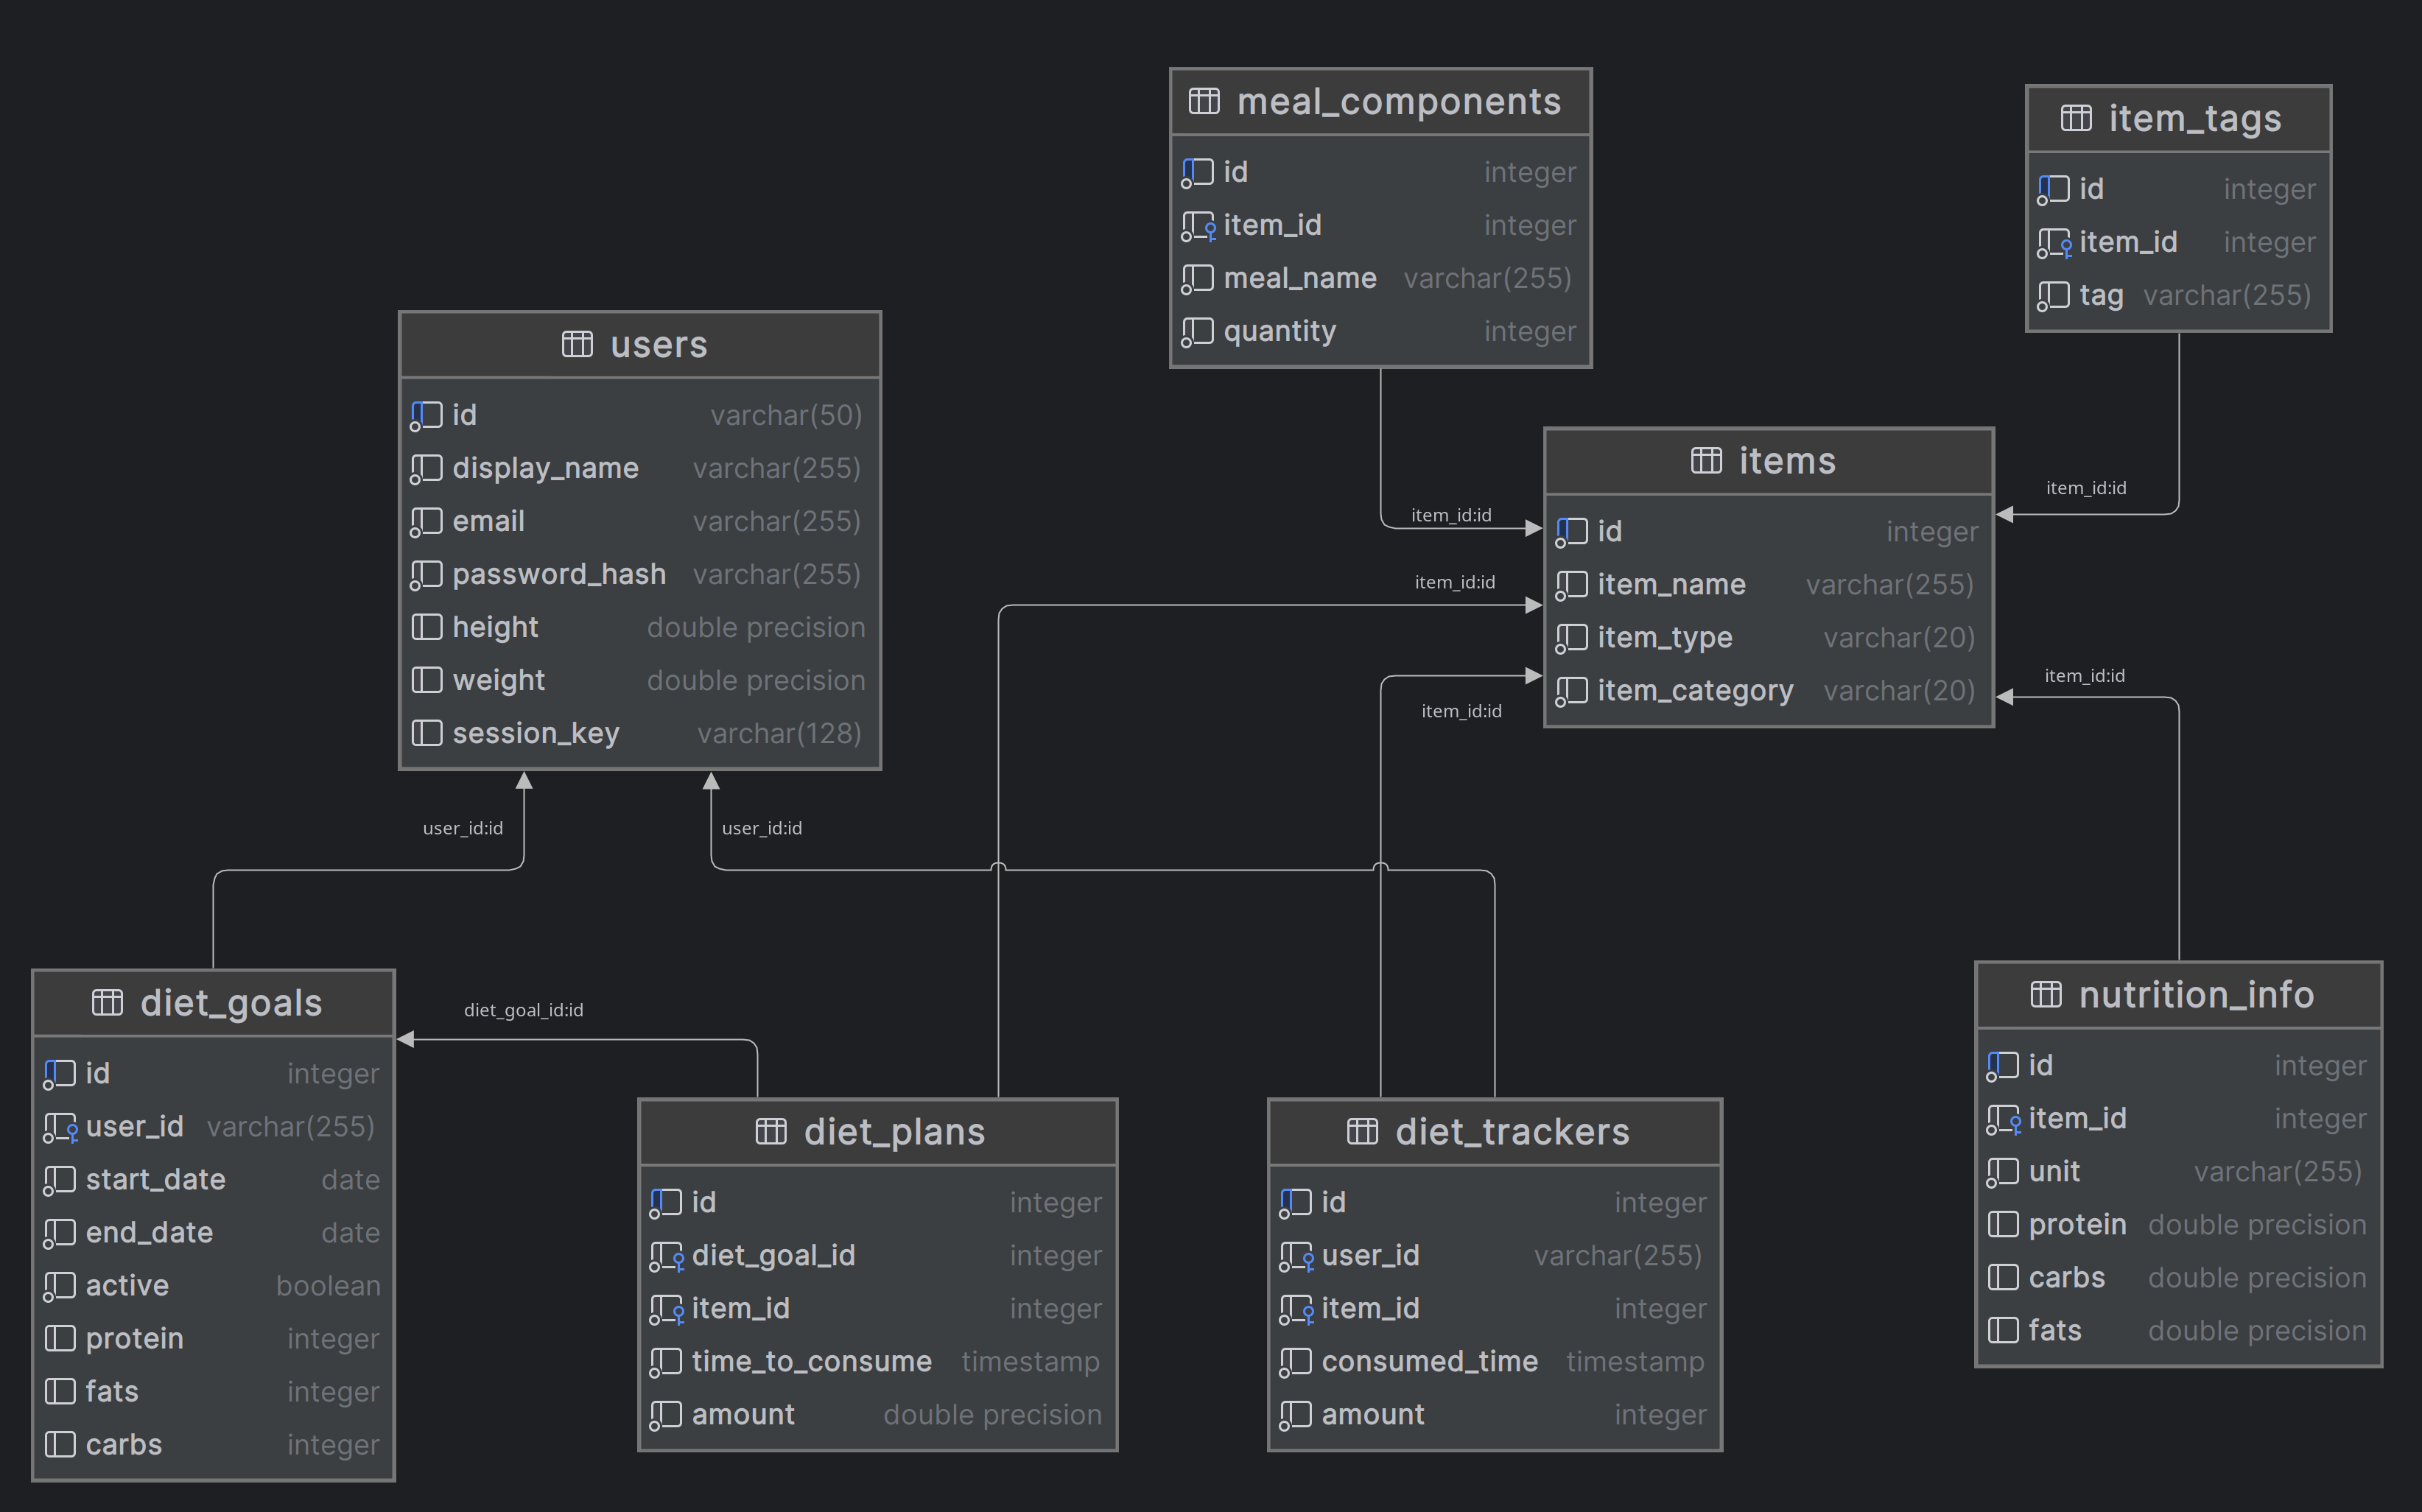 meal_components
id integer
item_id integer
meal_name varchar(255)
quantity integer
item_tags
id integer
item_id integer
tag varchar(255)
users
id varchar(50)
display_name varchar(255)
email varchar(255)
password_hash varchar(255)
height double precision
weight double precision
session_key varchar(128)
items
id integer
item_name varchar(255)
item_type varchar(20)
item_category varchar(20)
item_id:id
item_id:id
item_id:id
item_id:id
item_id:id
user_id:id
user_id:id
diet_goal_id:id
diet_goals
id integer
user_id varchar(255)
start_date date
end_date date
active boolean
protein integer
fats integer
carbs integer
diet_plans
id integer
diet_goal_id integer
item_id integer
time_to_consume timestamp
amount double precision
diet_trackers
id integer
user_id varchar(255)
item_id integer
consumed_time timestamp
amount integer
nutrition_info
id integer
item_id integer
unit varchar(255)
protein double precision
carbs double precision
fats double precision